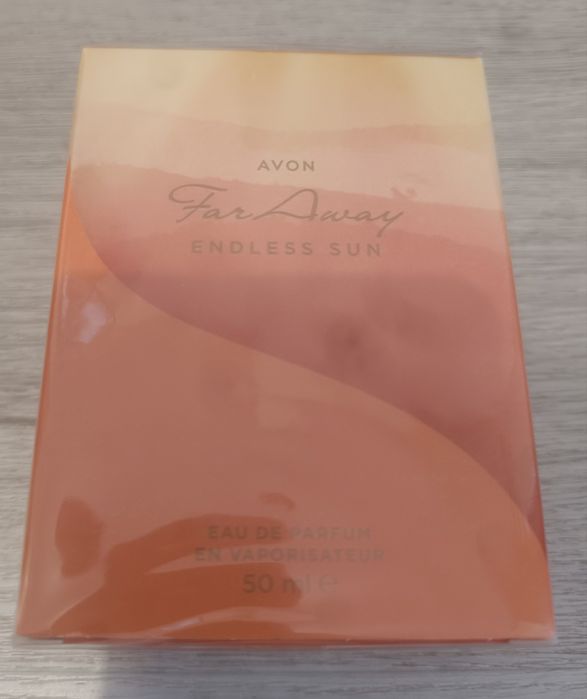 AVON
Far Away
ENDLESS SUN
EAU DE PARFUM
EN VAPORISATEUR
50 ml ℮